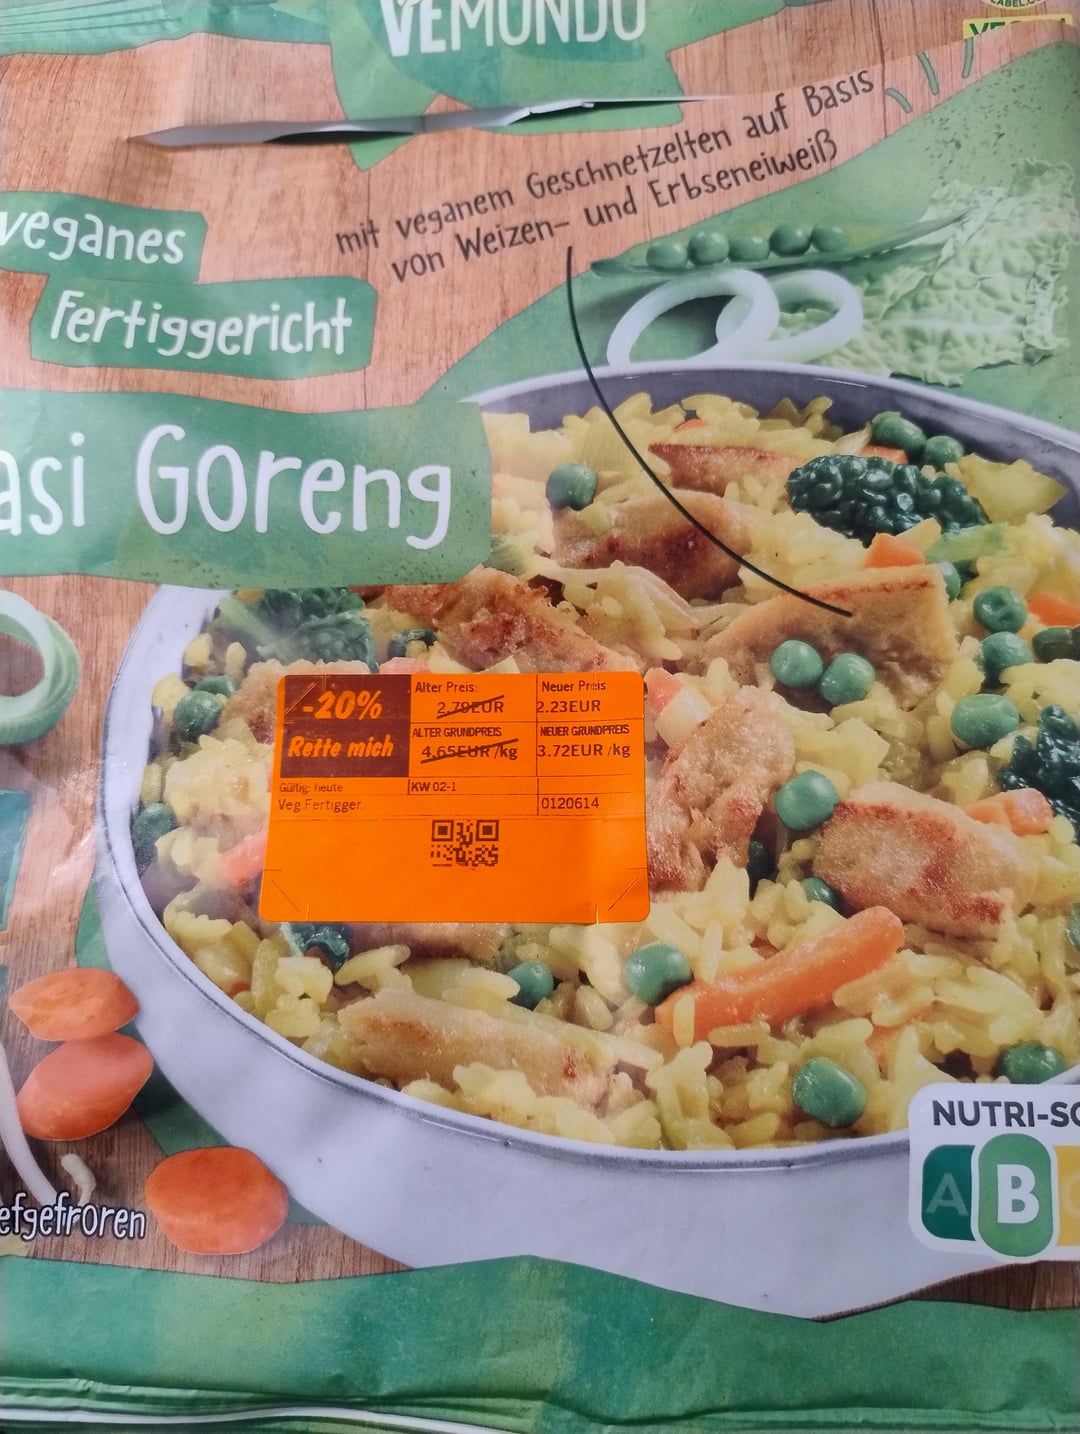 VEMONDO
LABEL.
mit veganem Geschnetzelten auf Basis
von Weizen- und Erbseneiweiß
veganes
Fertiggericht
asi Goreng
-20%
Rette mich
Alter Preis:
2.79EUR
Neuer Preis
2.23EUR
ALTER GRUNDPREIS
4.65EUR/kg
NEUER GRUNDPREIS
3.72EUR/kg
Gültig: heute
KW 02-1
Veg.Fertigger.
0120614
NUTRI-SC
A B C
efgefroren